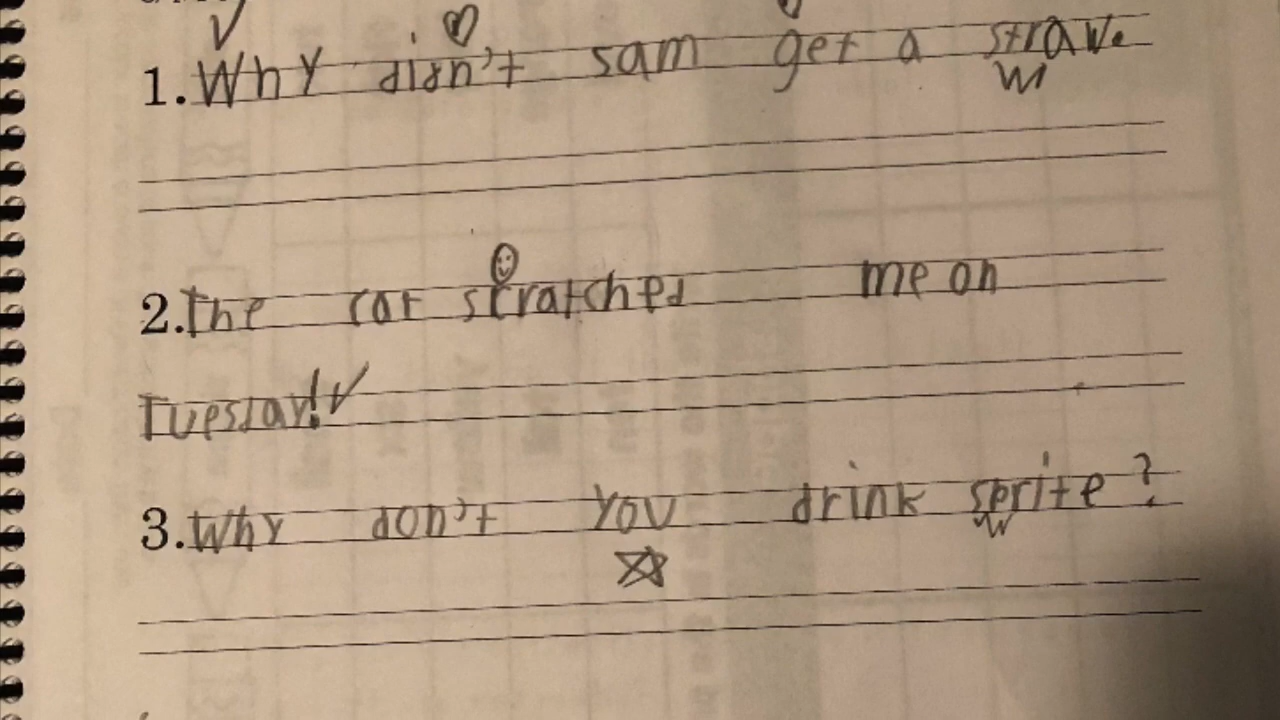 1. Why didn't sam get a straw.
2. The cat scratched me on
Tuesday!
3. Why don't you drink sprite?